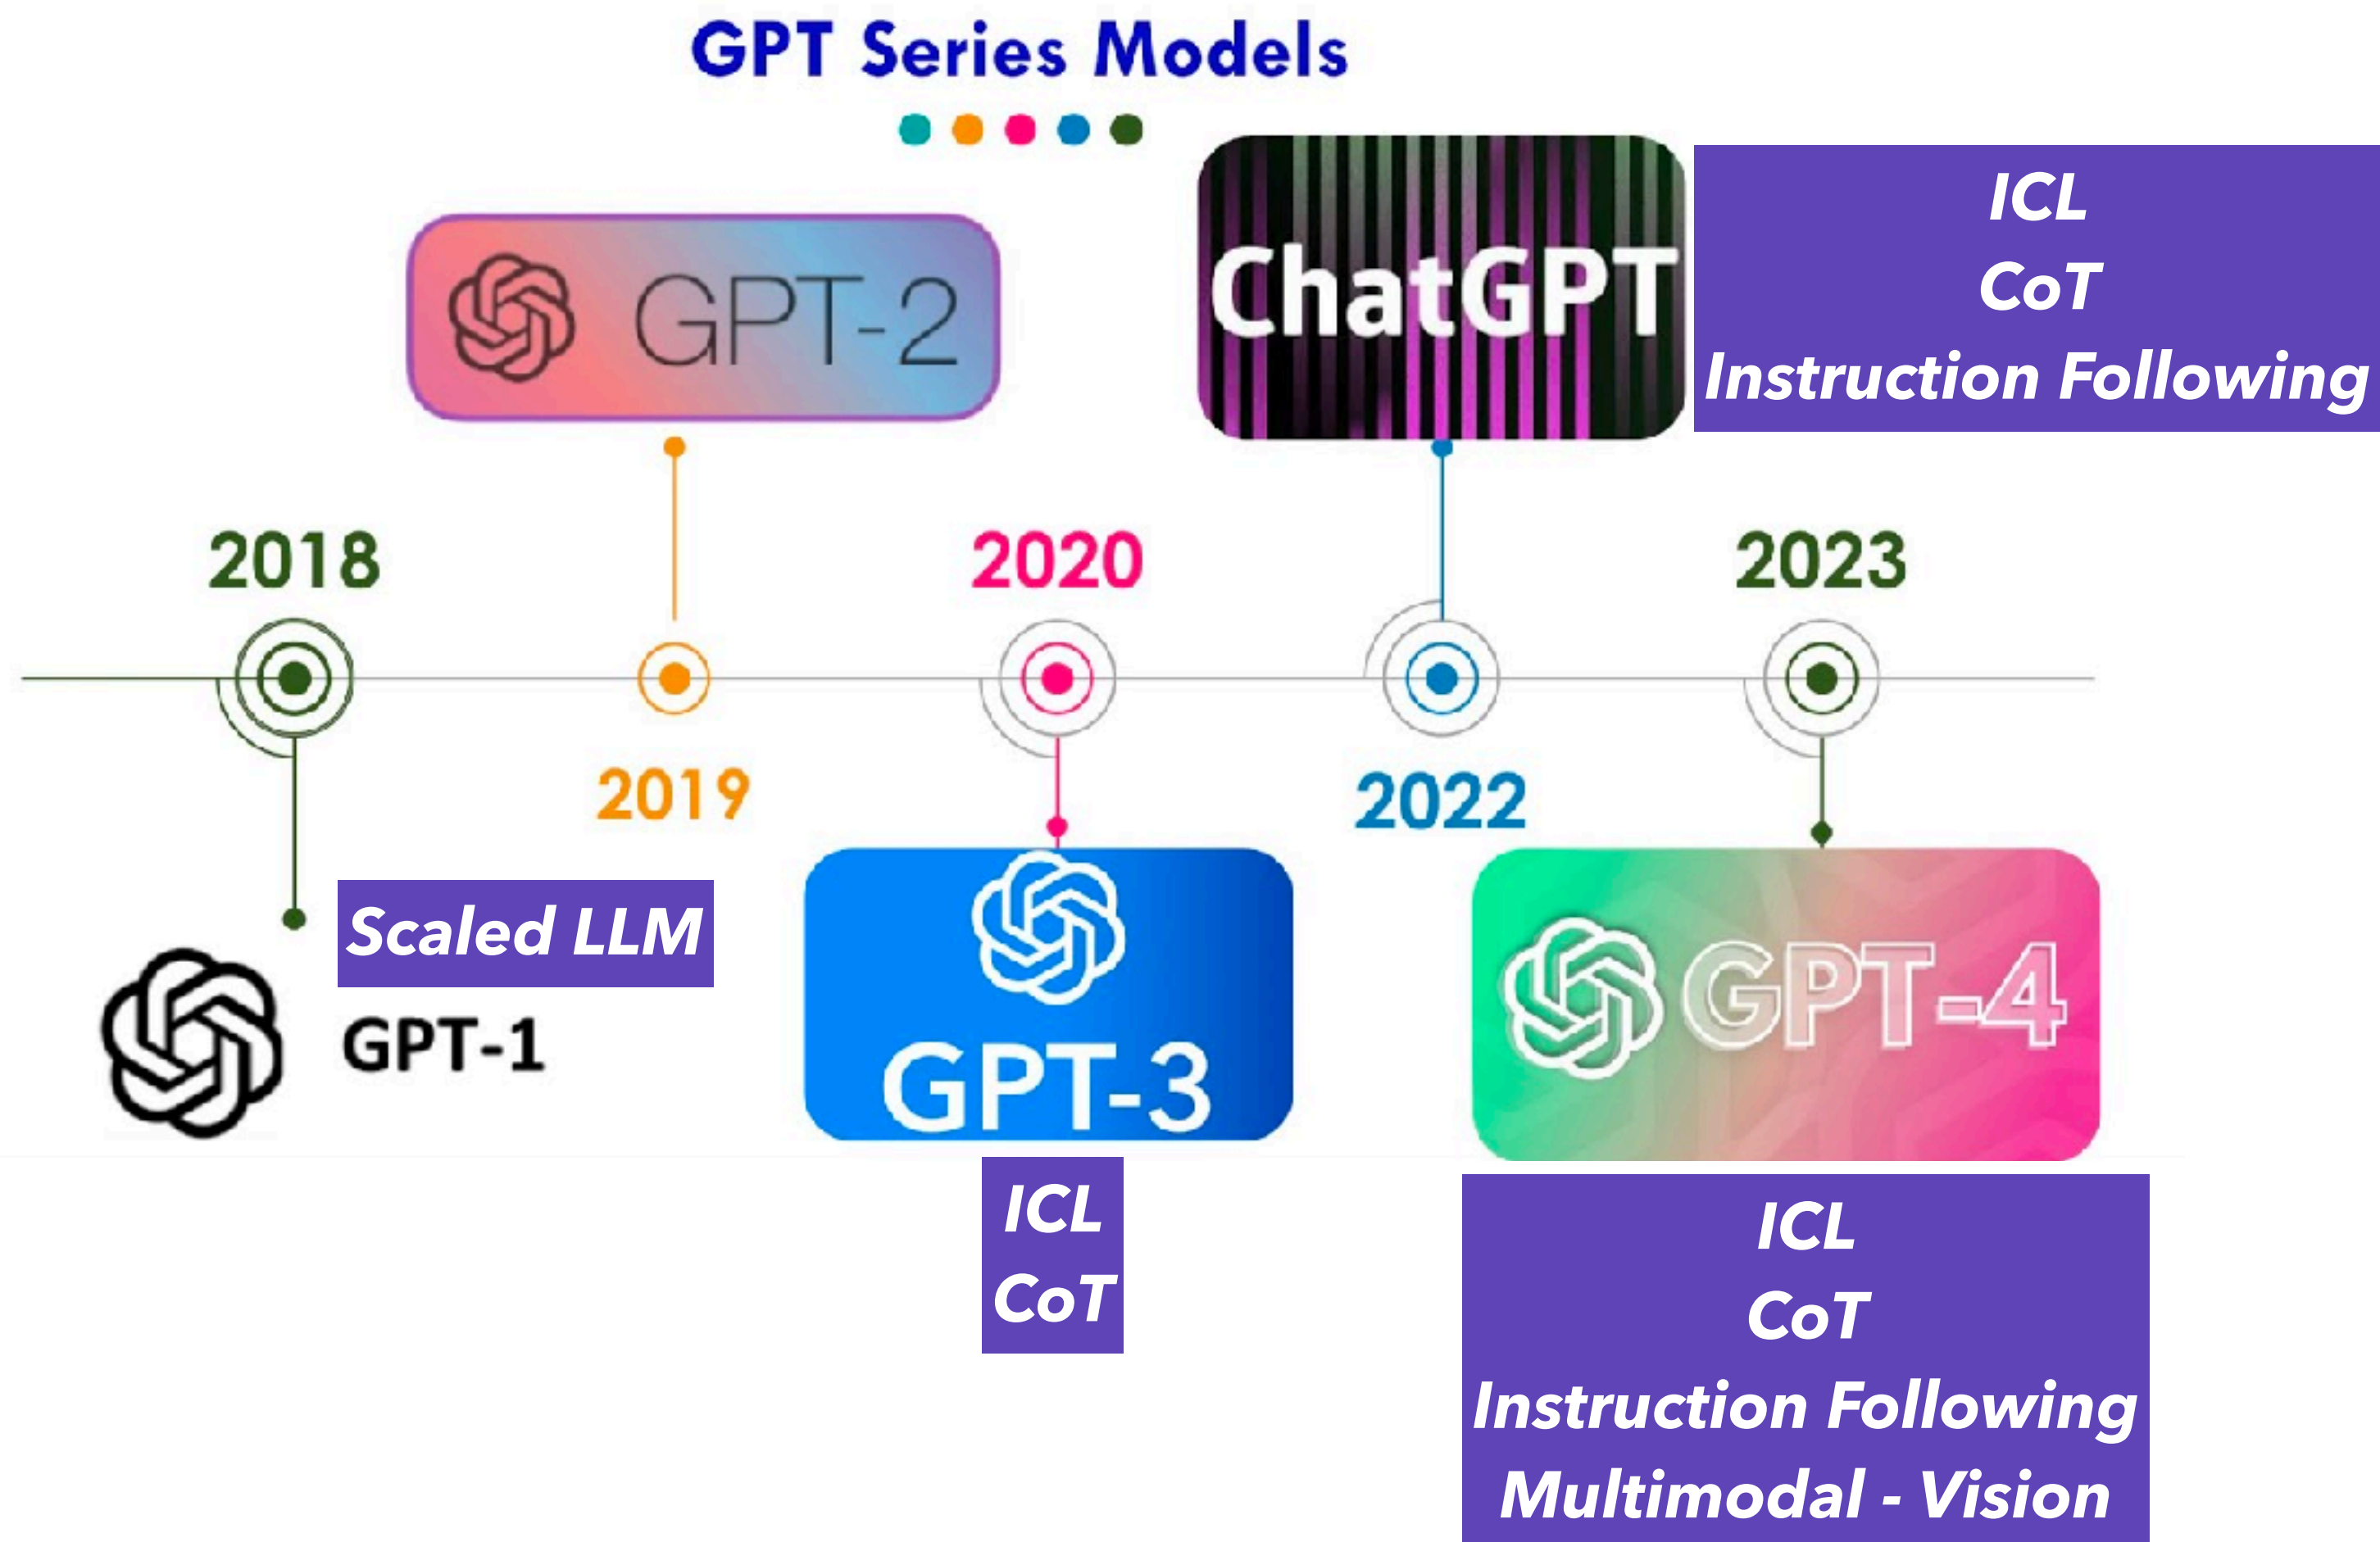 GPT Series Models
GPT-2
ChatGPT
ICL
CoT
Instruction Following
2018
2020
2023
2019
2022
Scaled LLM
GPT-1
GPT-3
GPT-4
ICL
CoT
ICL
CoT
Instruction Following
Multimodal - Vision